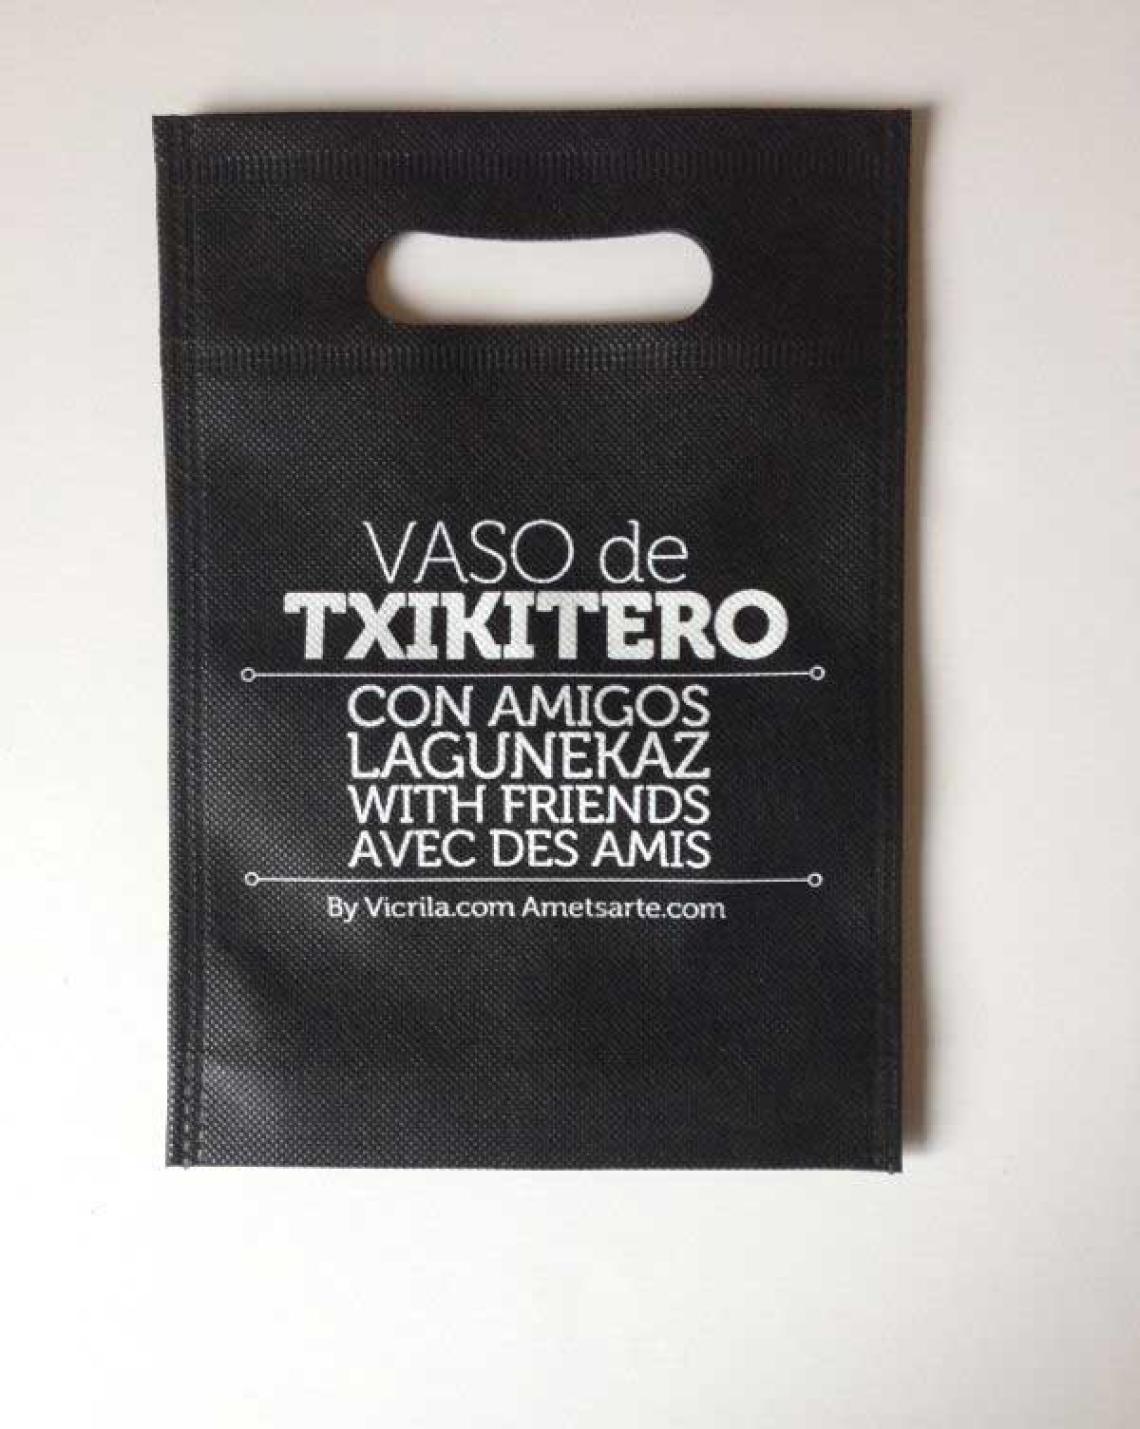 VASO de
TXIKITERO
CON AMIGOS
LAGUNEKAZ
WITH FRIENDS
AVEC DES AMIS
By Vicrila.com Ametsarte.com